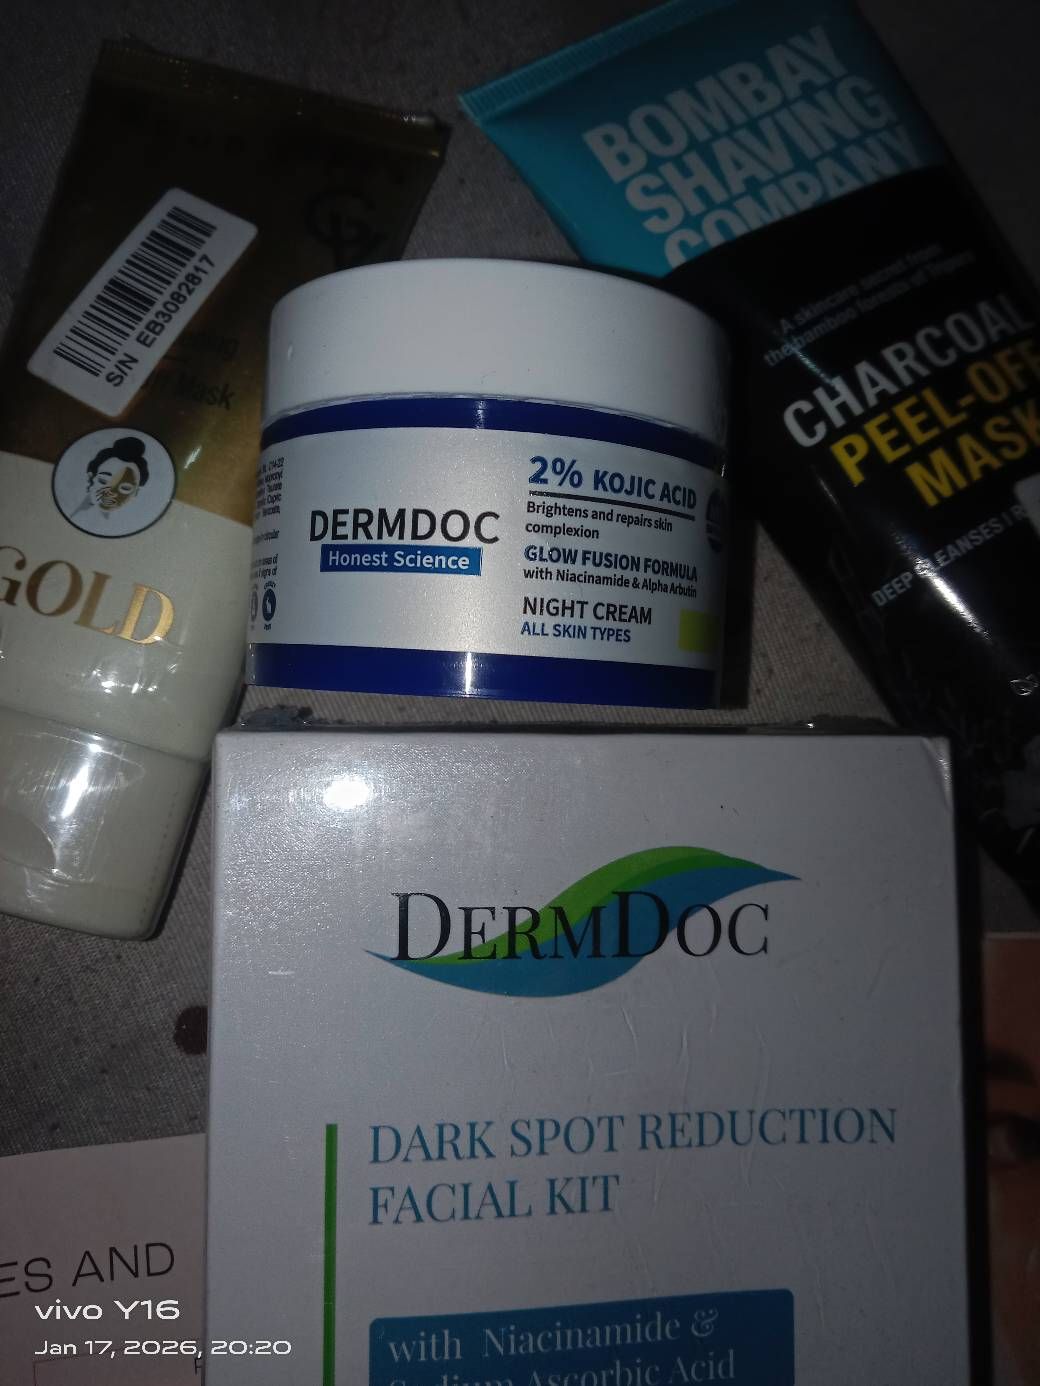 BOMBAY
SHAVING
COMPANY
A skincare secret from
the bamboo forests of Tripura
CHARCOAL
PEEL-OFF
MASK
DEEP CLEANSES I
S/N EB3082817
Mask
GOLD
DERMDOC
Honest Science
2% KOJIC ACID
Brightens and repairs skin
complexion
GLOW FUSION FORMULA
with Niacinamide & Alpha Arbutin
NIGHT CREAM
ALL SKIN TYPES
DERMDOC
DARK SPOT REDUCTION
FACIAL KIT
with Niacinamide &
Sodium Ascorbic Acid
ES AND
vivo Y16
Jan 17, 2026, 20:20